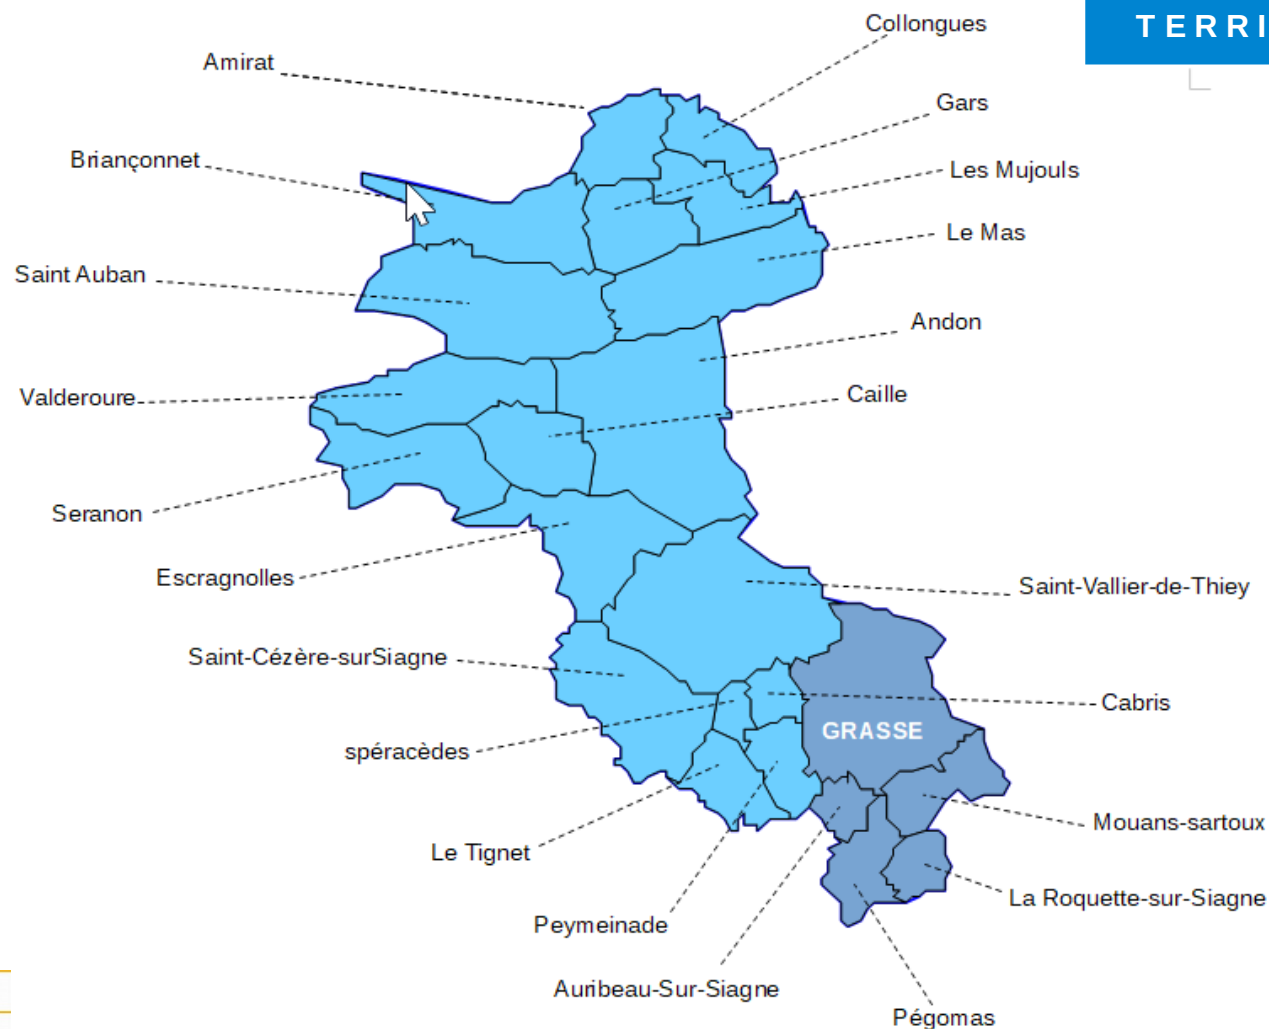 TERRI
Collongues
Amirat
Gars
Briançonnet
Les Mujouls
Le Mas
Saint Auban
Andon
Caille
Valderoure
Seranon
Escragnolles
Saint-Vallier-de-Thiey
Saint-Cézère-surSiagne
Cabris
GRASSE
spéracèdes
Mouans-sartoux
Le Tignet
La Roquette-sur-Siagne
Peymeinade
Auribeau-Sur-Siagne
Pégomas